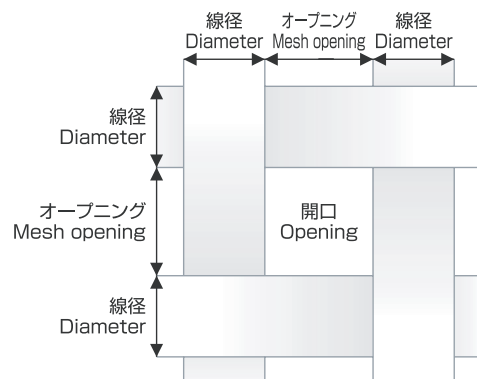 線径
Diameter
オープニング
Mesh opening
線径
Diameter
線径
Diameter
オープニング
Mesh opening
開口
Opening
線径
Diameter